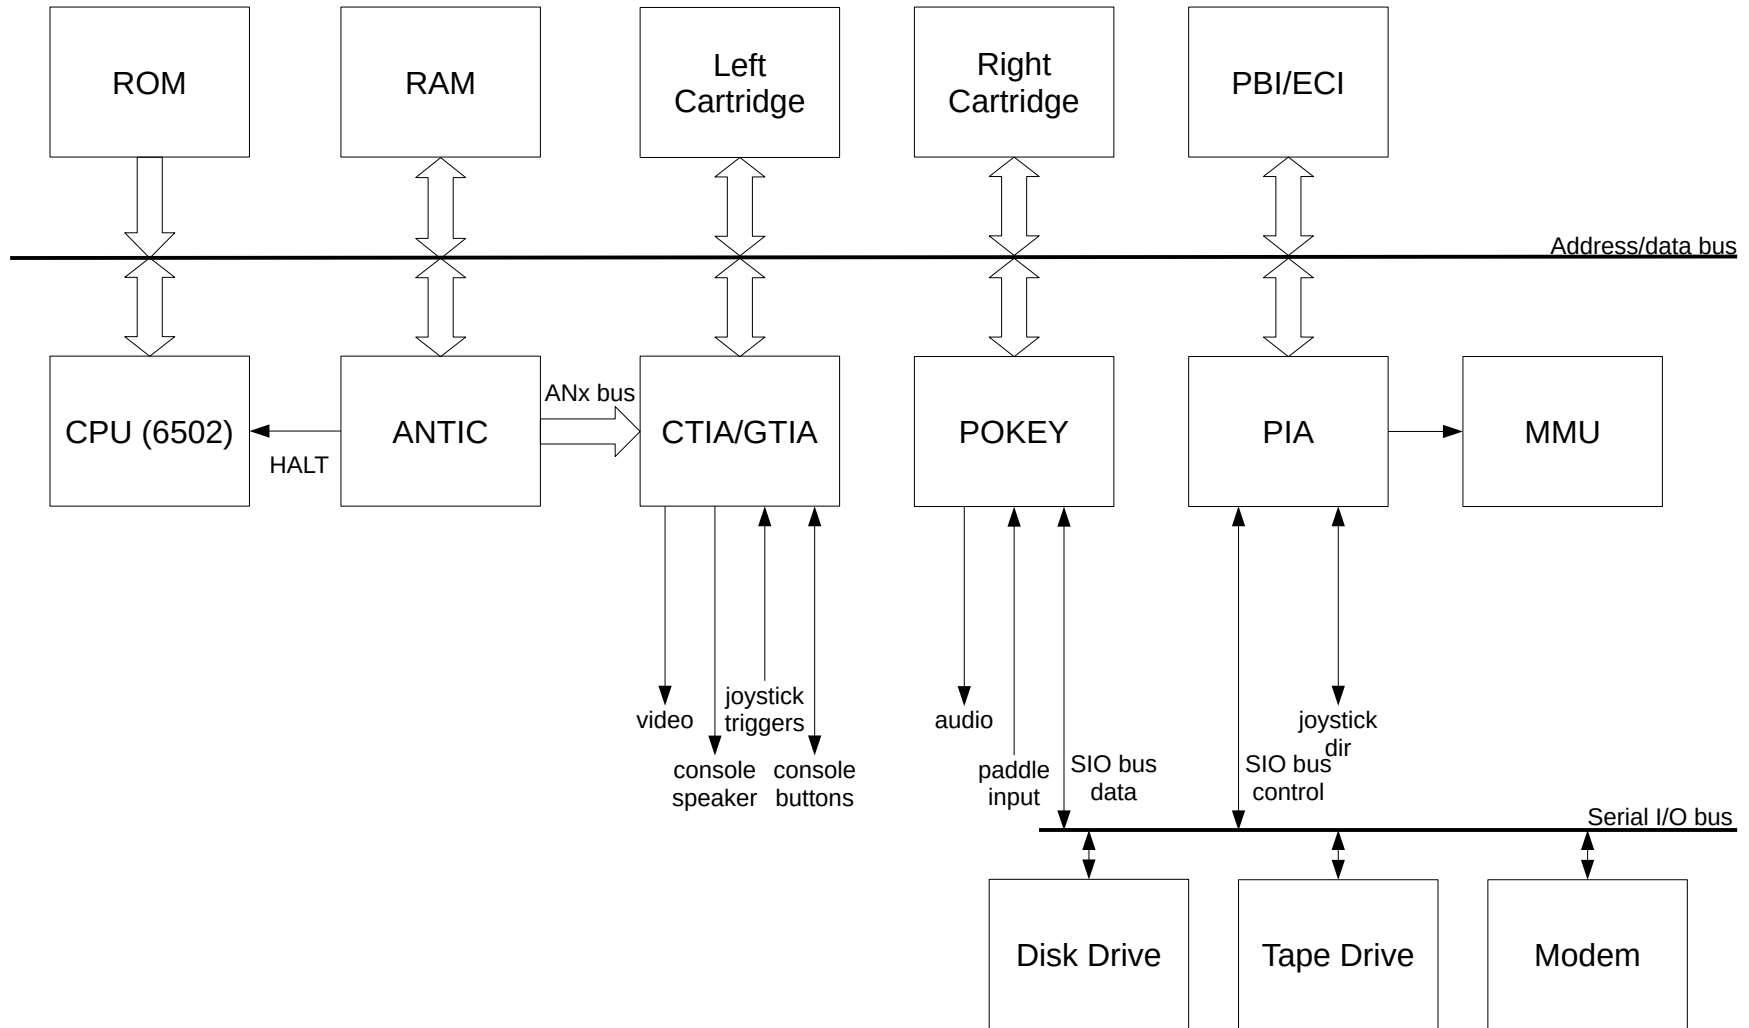 ROM
RAM
Left
Cartridge
Right
Cartridge
PBI/ECI
Address/data bus
CPU (6502)
HALT
ANTIC
ANx bus
CTIA/GTIA
POKEY
PIA
MMU
video
console
speaker
joystick
triggers
console
buttons
audio
paddle
input
SIO bus
data
SIO bus
control
joystick
dir
Serial I/O bus
Disk Drive
Tape Drive
Modem